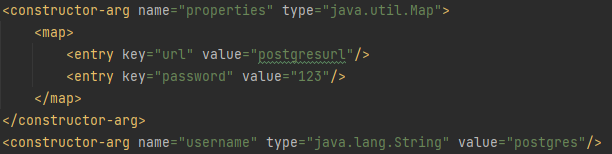 <constructor-arg name="properties" type="java.util.Map">
    <map>
        <entry key="url" value="postgresurl"/>
        <entry key="password" value="123"/>
    </map>
</constructor-arg>
<constructor-arg name="username" type="java.lang.String" value="postgres"/>